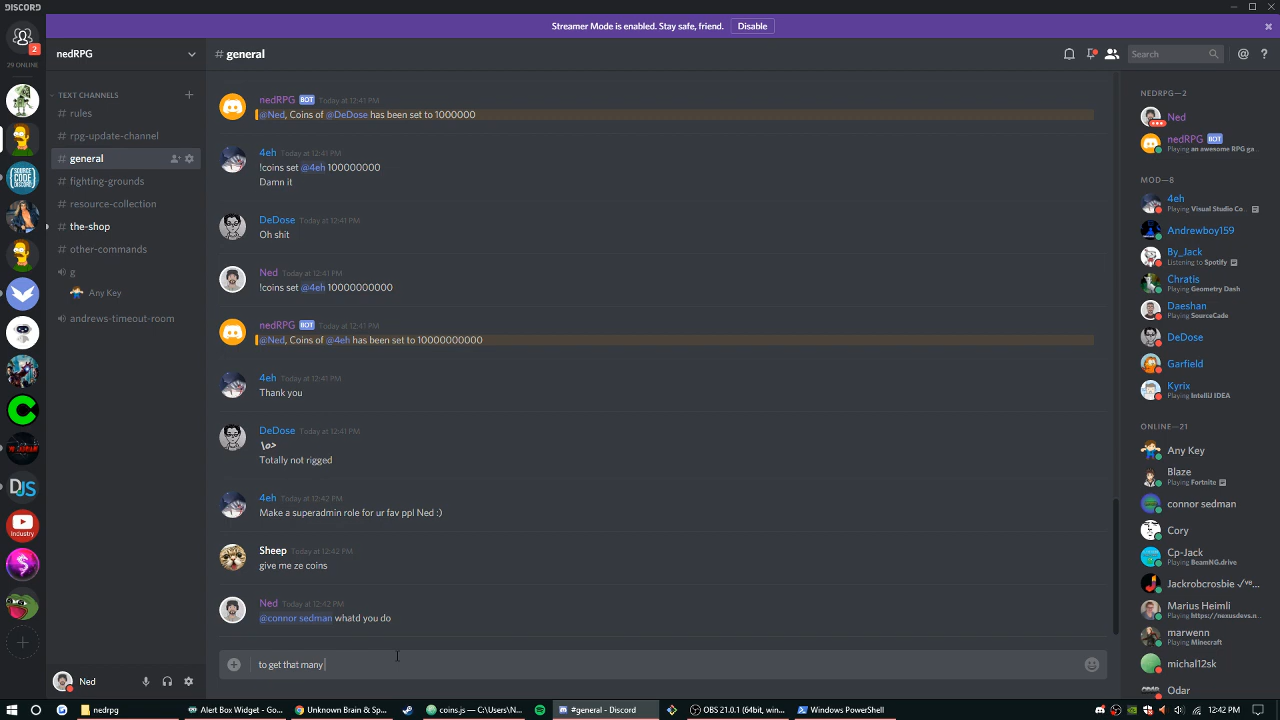 DISCORD
Streamer Mode is enabled. Stay safe, friend.
Disable
2
29 ONLINE
nedRPG
# general
Search
TEXT CHANNELS
# rules
# rpg-update-channel
# general
# fighting-grounds
# resource-collection
# the-shop
# other-commands
g
Any Key
andrews-timeout-room
nedRPG BOT Today at 12:41 PM
@Ned, Coins of @DeDose has been set to 1000000
4eh Today at 12:41 PM
!coins set @4eh 100000000
Damn it
DeDose Today at 12:41 PM
Oh shit
Ned Today at 12:41 PM
!coins set @4eh 10000000000
nedRPG BOT Today at 12:41 PM
@Ned, Coins of @4eh has been set to 10000000000
4eh Today at 12:41 PM
Thank you
DeDose Today at 12:41 PM
\o>
Totally not rigged
4eh Today at 12:42 PM
Make a superadmin role for ur fav ppl Ned :)
Sheep Today at 12:42 PM
give me ze coins
Ned Today at 12:42 PM
@connor sedman whatd you do
to get that many
NEDRPG—2
Ned
nedRPG BOT
Playing an awesome RPG ga...
MOD—8
4eh
Playing Visual Studio Co...
Andrewboy159
By_Jack
Listening to Spotify
Chratis
Playing Geometry Dash
Daeshan
Playing SourceCade
DeDose
Garfield
Kyrix
Playing IntelliJ IDEA
ONLINE—21
Any Key
Blaze
Playing Fortnite
connor sedman
Cory
Cp-Jack
Playing BeamNG.drive
Jackrobcrosbie ✓ᵛᵉ...
Marius Heimli
Playing https://nexusdevs.n...
marwenn
Playing Minecraft
michal12sk
Odar
SOURCE CODE DISCORD
DJS
Industry
Ned
nedrpg
Alert Box Widget - Go...
Unknown Brain & Sp...
coins.js — C:\Users\N...
#general - Discord
OBS 21.0.1 (64bit, win...
Windows PowerShell
12:42 PM